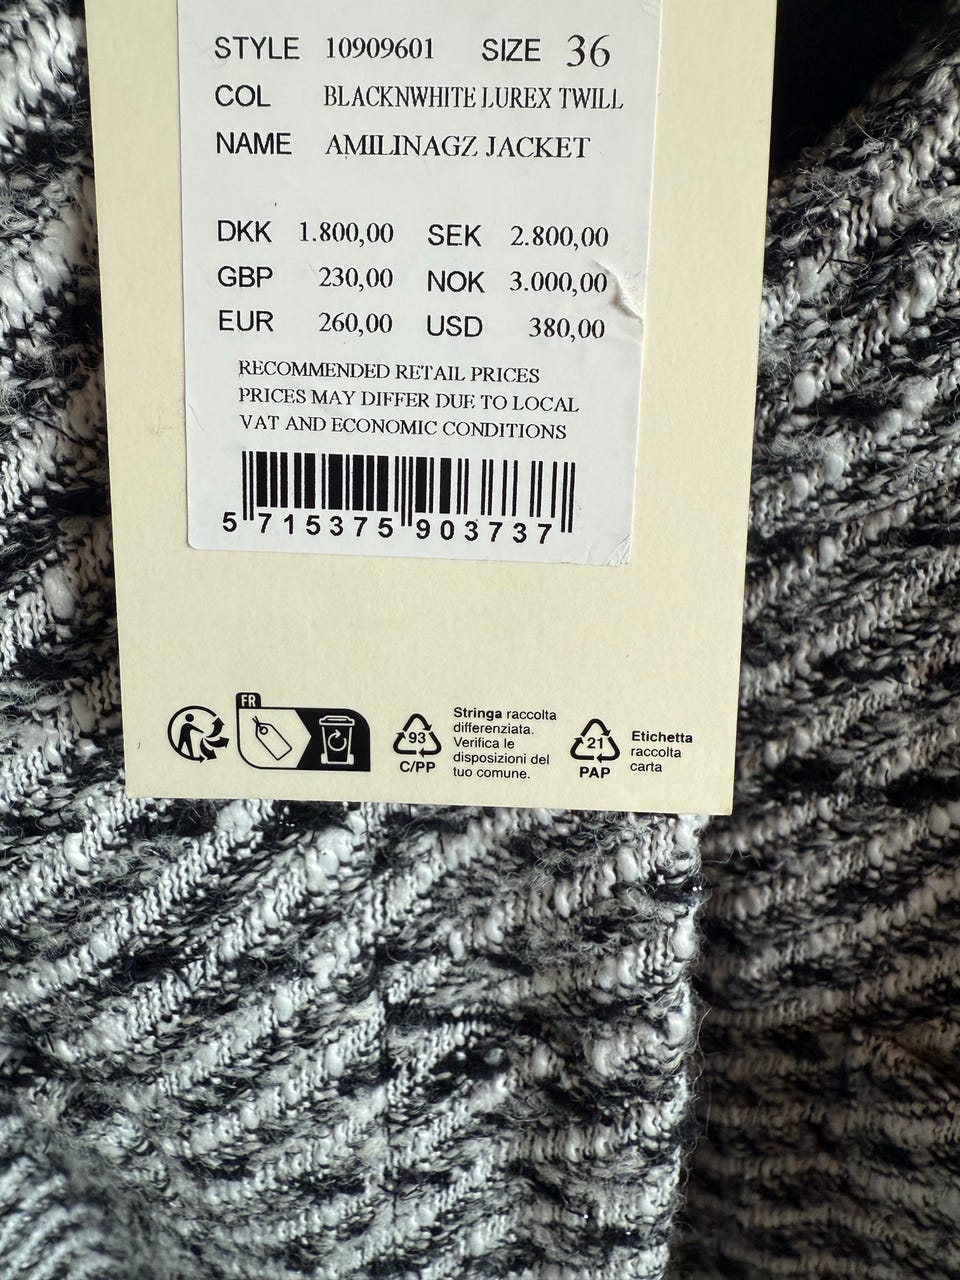 STYLE 10909601 SIZE 36
COL BLACKNWHITE LUREX TWILL
NAME AMILINAGZ JACKET
DKK 1.800,00 SEK 2.800,00
GBP 230,00 NOK 3.000,00
EUR 260,00 USD 380,00
RECOMMENDED RETAIL PRICES
PRICES MAY DIFFER DUE TO LOCAL
VAT AND ECONOMIC CONDITIONS
5 715375 903737
FR
93
C/PP
Stringa raccolta
differenziata.
Verifica le
disposizioni del
tuo comune.
21
PAP
Etichetta
raccolta
carta